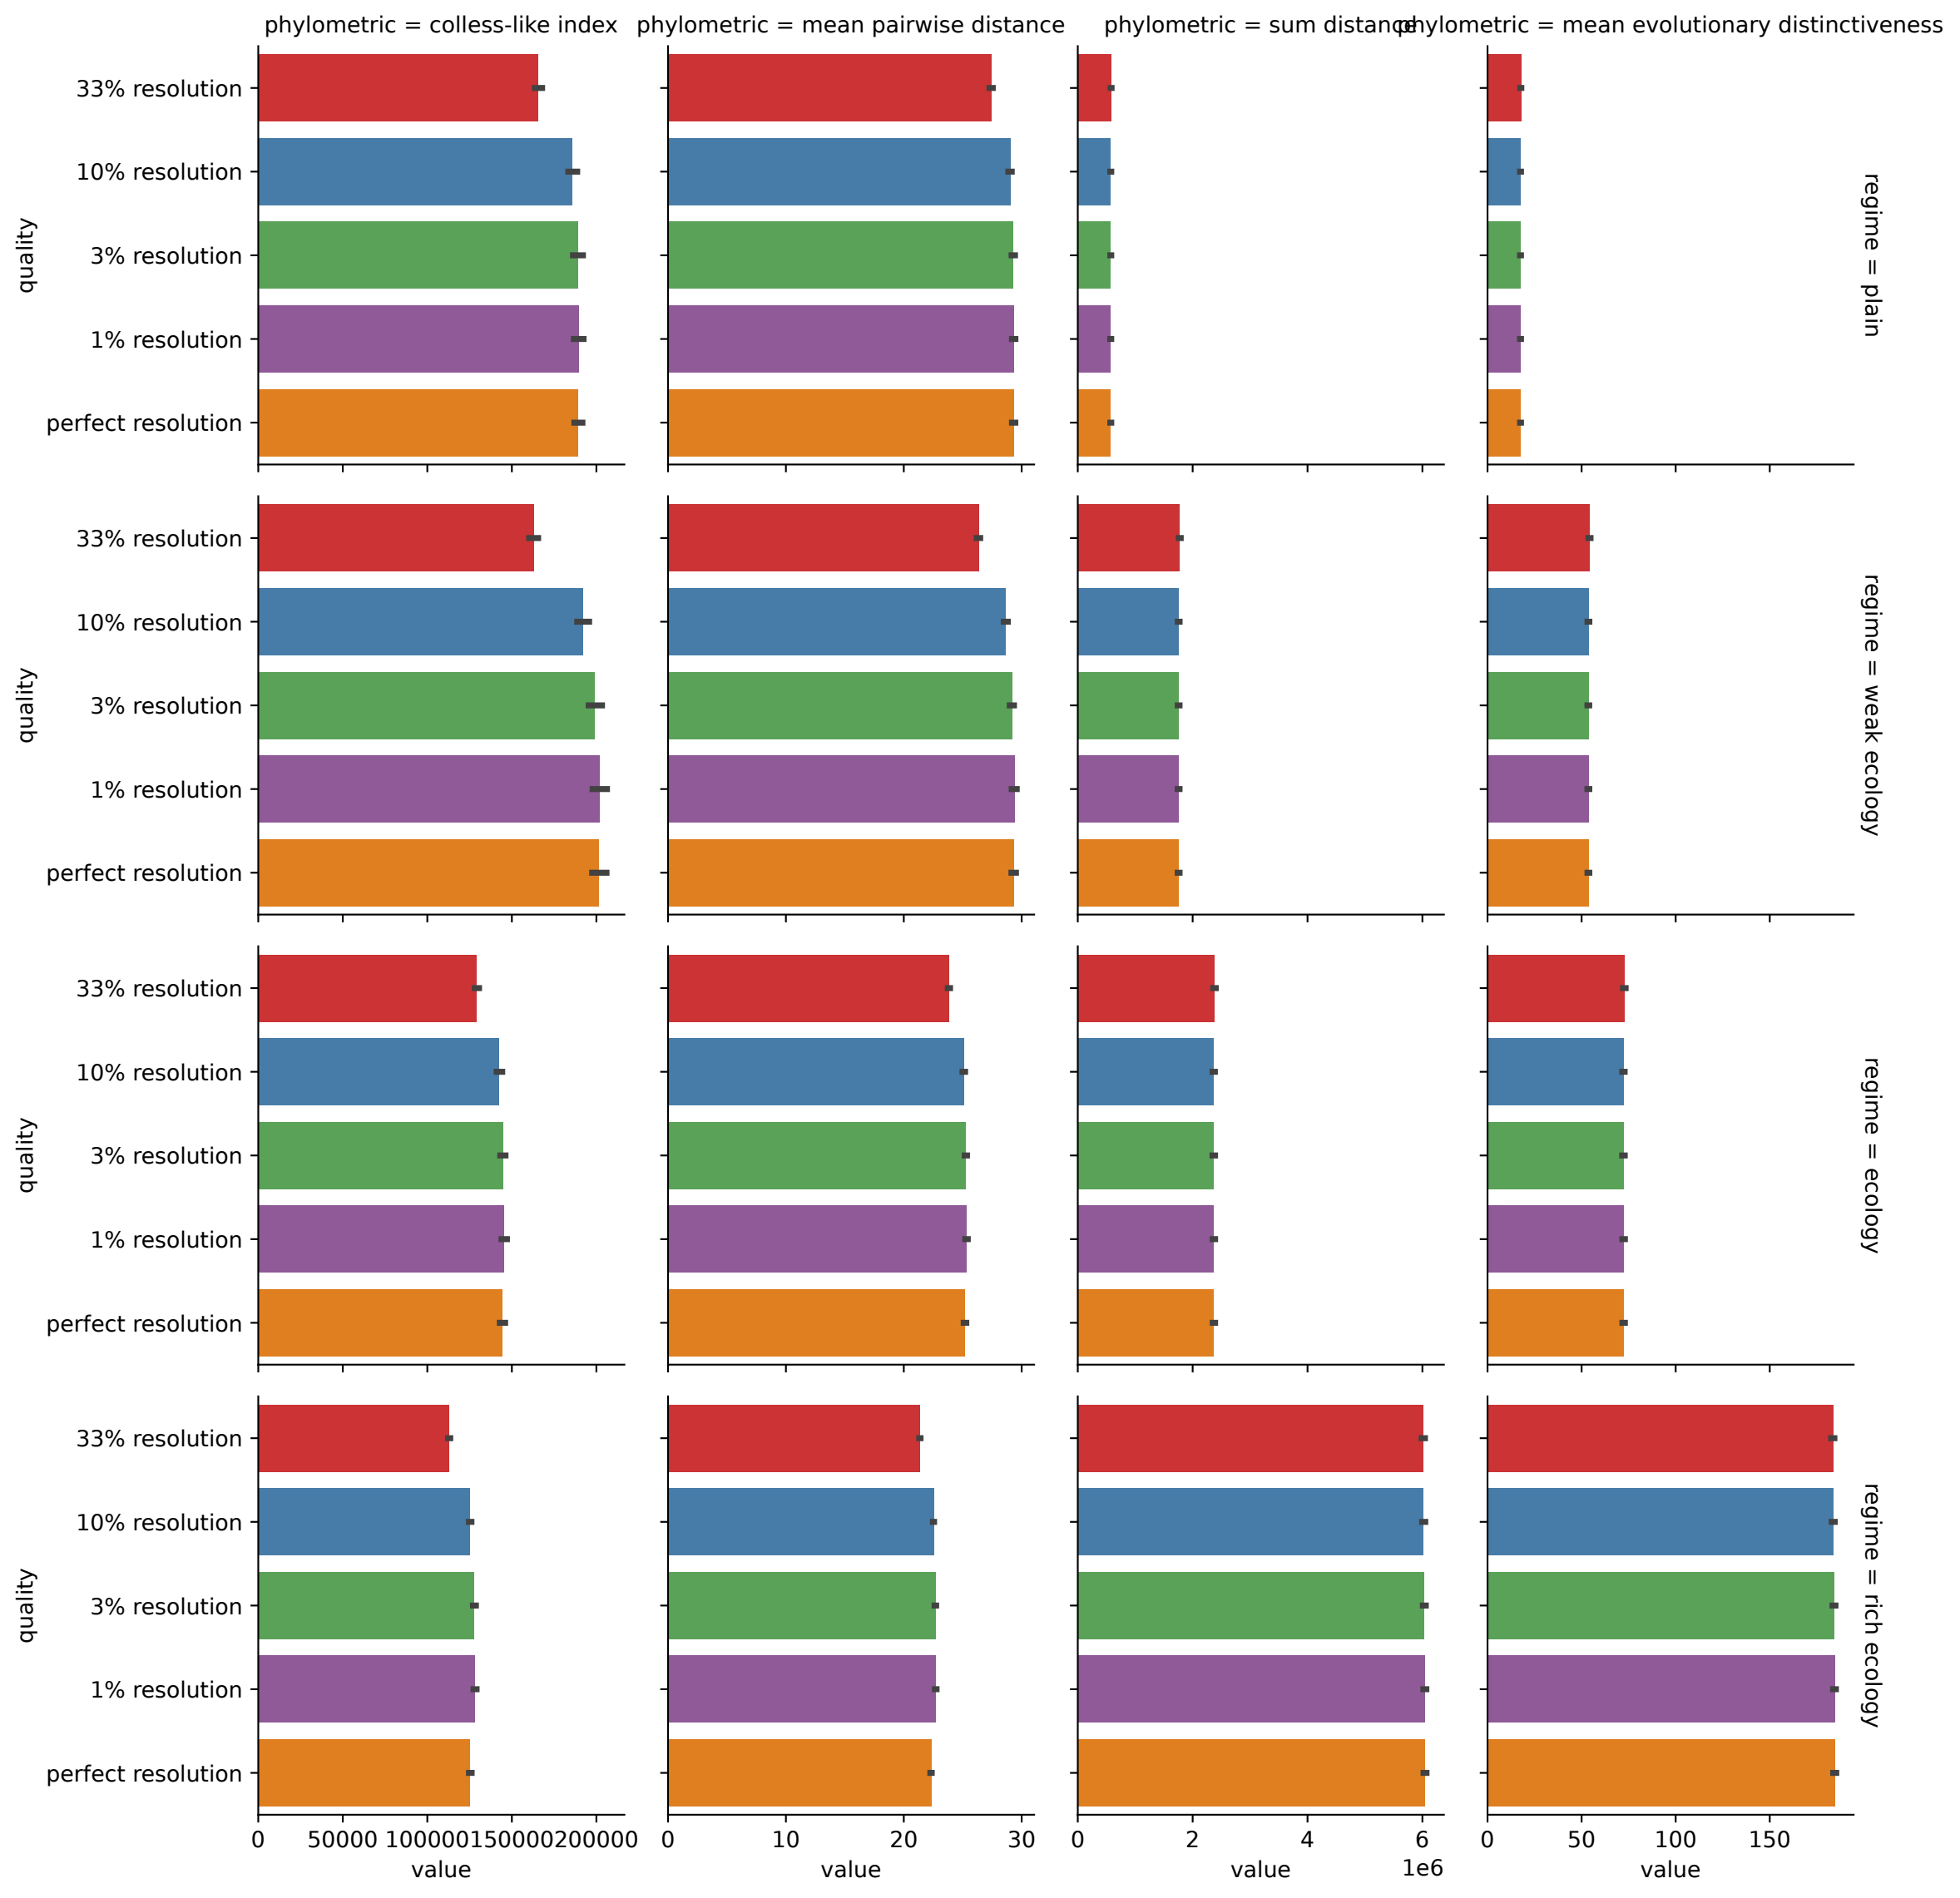 phylometric = colless-like index
phylometric = mean pairwise distance
phylometric = sum distance
phylometric = mean evolutionary distinctiveness
quality
33% resolution
10% resolution
3% resolution
1% resolution
perfect resolution
regime = plain
quality
33% resolution
10% resolution
3% resolution
1% resolution
perfect resolution
regime = weak ecology
quality
33% resolution
10% resolution
3% resolution
1% resolution
perfect resolution
regime = ecology
quality
33% resolution
10% resolution
3% resolution
1% resolution
perfect resolution
regime = rich ecology
0 50000 100000 150000 200000
value
0 10 20 30
value
0 2 4 6
1e6
value
0 50 100 150
value